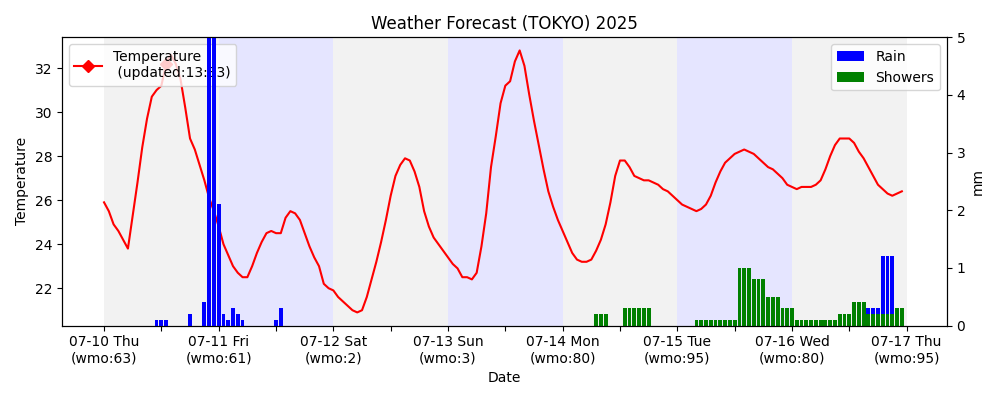 Weather Forecast (TOKYO) 2025
Temperature
(updated:13:33)
Rain
Showers
32
30
28
26
24
22
Temperature
5
4
3
2
1
0
mm
07-10 Thu
(wmo:63)
07-11 Fri
(wmo:61)
07-12 Sat
(wmo:2)
07-13 Sun
(wmo:3)
07-14 Mon
(wmo:80)
07-15 Tue
(wmo:95)
07-16 Wed
(wmo:80)
07-17 Thu
(wmo:95)
Date